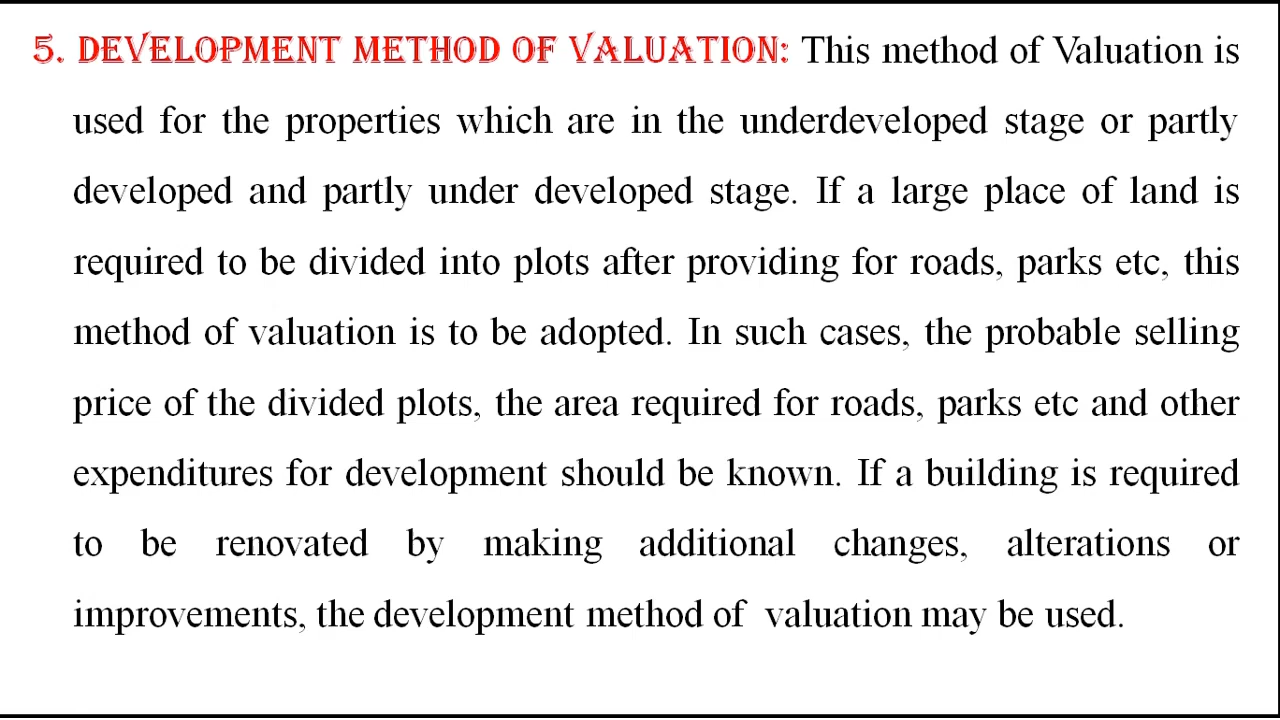 5. DEVELOPMENT METHOD OF VALUATION: This method of Valuation is
used for the properties which are in the underdeveloped stage or partly
developed and partly under developed stage. If a large place of land is
required to be divided into plots after providing for roads, parks etc, this
method of valuation is to be adopted. In such cases, the probable selling
price of the divided plots, the area required for roads, parks etc and other
expenditures for development should be known. If a building is required
to be renovated by making additional changes, alterations or
improvements, the development method of valuation may be used.